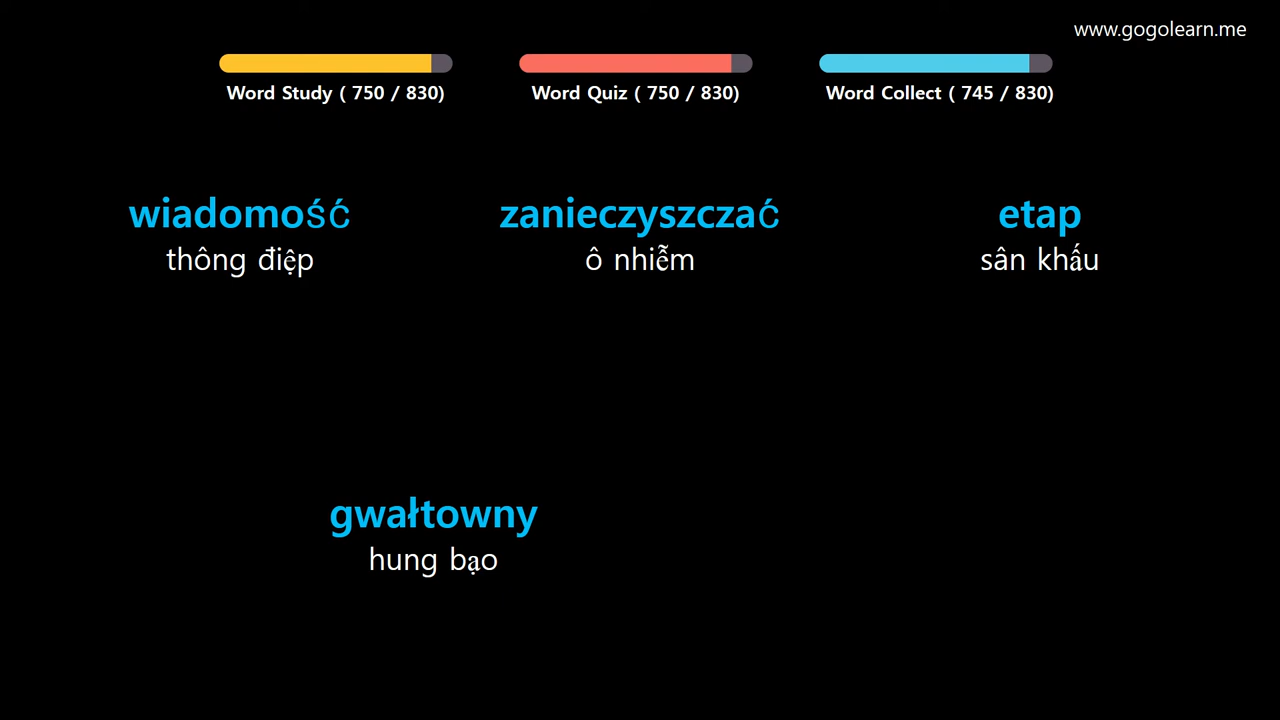 www.gogolearn.me
Word Study ( 750 / 830)
Word Quiz ( 750 / 830)
Word Collect ( 745 / 830)
wiadomość
thông điệp
zanieczyszczać
ô nhiễm
etap
sân khấu
gwałtowny
hung bạo